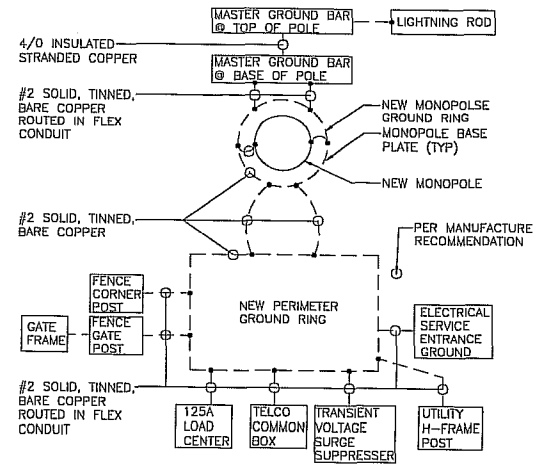 MASTER GROUND BAR
@ TOP OF POLE
LIGHTNING ROD
4/0 INSULATED
STRANDED COPPER
MASTER GROUND BAR
@ BASE OF POLE
#2 SOLID, TINNED,
BARE COPPER
ROUTED IN FLEX
CONDUIT
NEW MONOPOLSE
GROUND RING
MONOPOLE BASE
PLATE (TYP)
NEW MONOPOLE
#2 SOLID, TINNED,
BARE COPPER
PER MANUFACTURE
RECOMMENDATION
FENCE
CORNER
POST
NEW PERIMETER
GROUND RING
ELECTRICAL
SERVICE
ENTRANCE
GROUND
GATE
FRAME
FENCE
GATE
POST
#2 SOLID, TINNED,
BARE COPPER
ROUTED IN FLEX
CONDUIT
125A
LOAD
CENTER
TELCO
COMMON
BOX
TRANSIENT
VOLTAGE
SURGE
SUPPRESSER
UTILITY
H-FRAME
POST